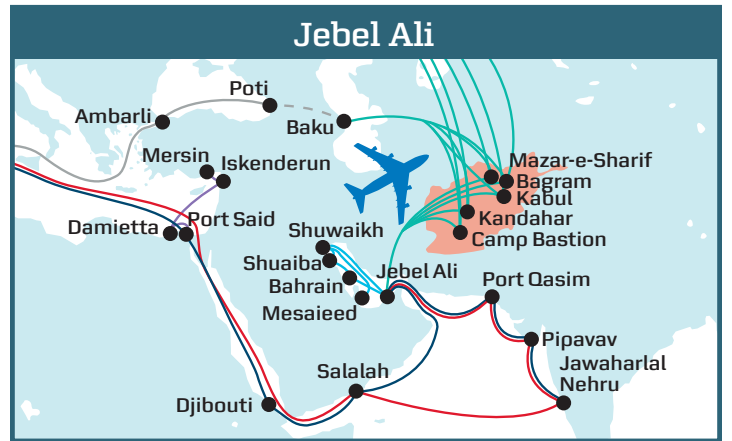 Jebel Ali
Poti
Ambarli
Baku
Mersin
Iskenderun
Mazar-e-Sharif
Bagram
Kabul
Kandahar
Camp Bastion
Damietta
Port Said
Shuwaikh
Shuaiba
Bahrain
Mesaieed
Jebel Ali
Port Qasim
Pipavav
Jawaharlal
Nehru
Salalah
Djibouti